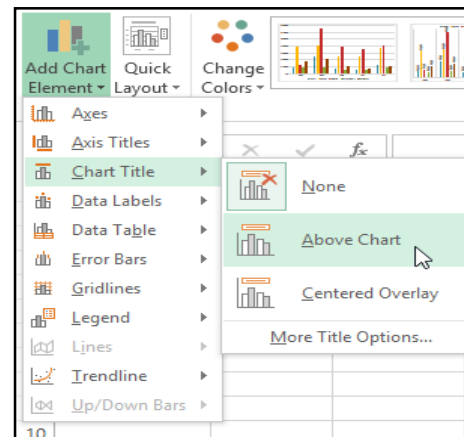 Add Chart Element
Quick Layout
Change Colors
Axes
Axis Titles
fx
Chart Title
None
Data Labels
Data Table
Above Chart
Error Bars
Gridlines
Centered Overlay
Legend
More Title Options...
Lines
Trendline
Up/Down Bars
10